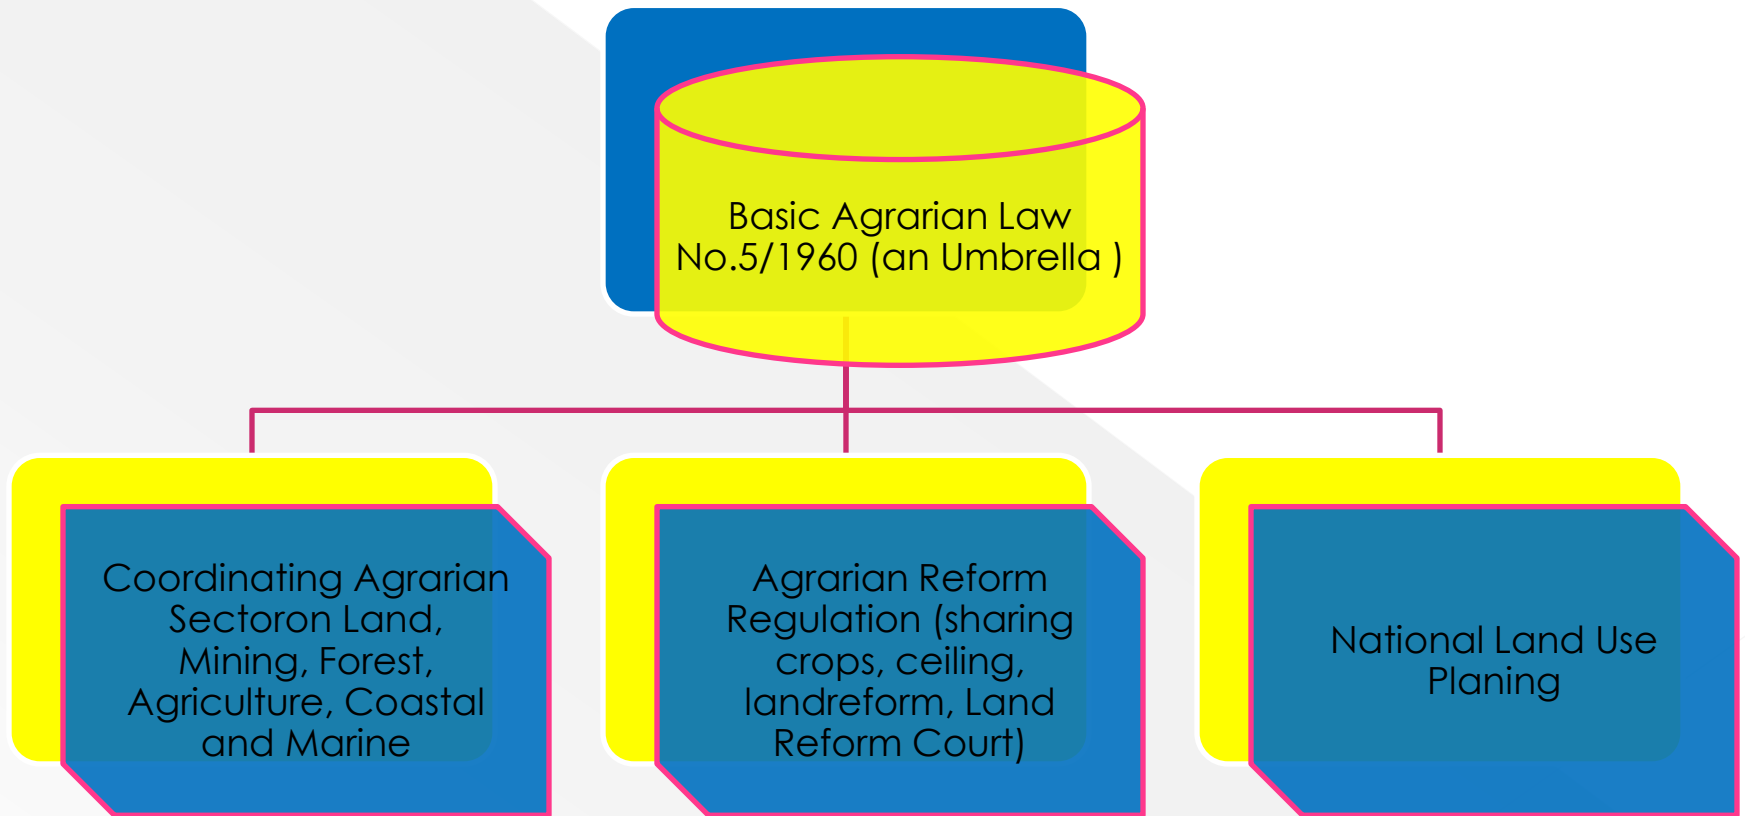 Basic Agrarian Law
No.5/1960 (an Umbrella )
Coordinating Agrarian
Sectoron Land,
Mining, Forest,
Agriculture, Coastal
and Marine
Agrarian Reform
Regulation (sharing
crops, ceiling,
landreform, Land
Reform Court)
National Land Use
Planing